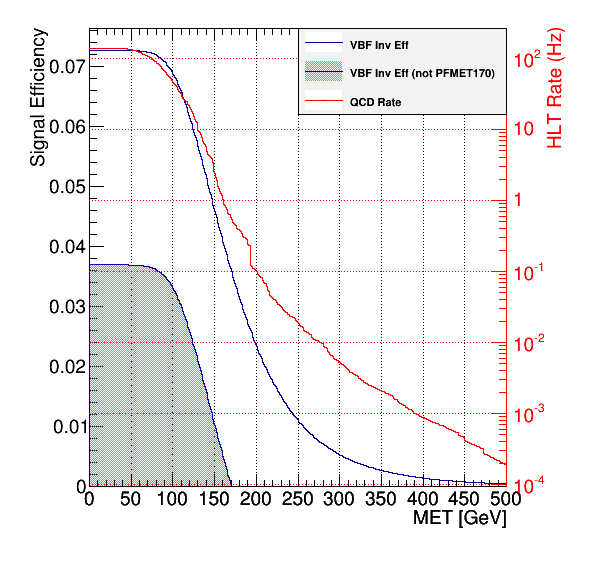 Signal Efficiency
0.07
0.06
0.05
0.04
0.03
0.02
0.01
0
VBF Inv Eff
VBF Inv Eff (not PFMET170)
QCD Rate
HLT Rate (Hz)
10^2
10
1
10^-1
10^-2
10^-3
10^-4
0 50 100 150 200 250 300 350 400 450 500
MET [GeV]